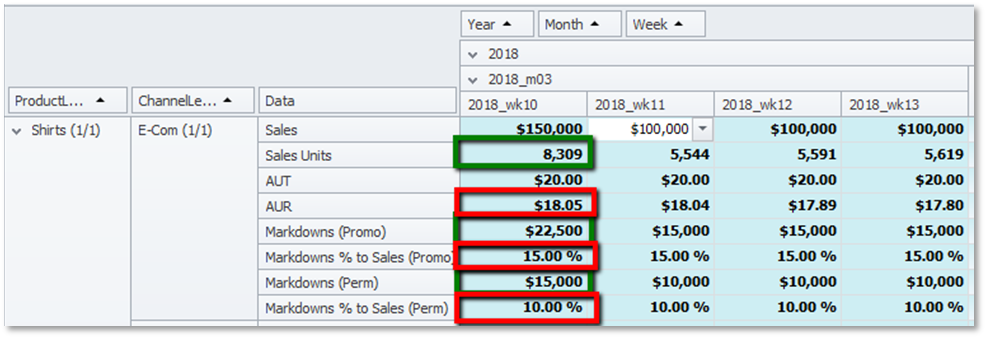 Year Month Week
2018
2018_m03
ProductL... ChannelLe... Data 2018_wk10 2018_wk11 2018_wk12 2018_wk13
Shirts (1/1) E-Com (1/1) Sales $150,000 $100,000 $100,000 $100,000
Sales Units 8,309 5,544 5,591 5,619
AUT $20.00 $20.00 $20.00 $20.00
AUR $18.05 $18.04 $17.89 $17.80
Markdowns (Promo) $22,500 $15,000 $15,000 $15,000
Markdowns % to Sales (Promo 15.00 % 15.00 % 15.00 % 15.00 %
Markdowns (Perm) $15,000 $10,000 $10,000 $10,000
Markdowns % to Sales (Perm) 10.00 % 10.00 % 10.00 % 10.00 %